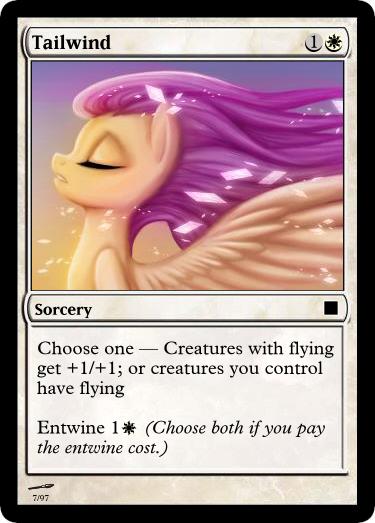 Tailwind 1
Sorcery
Choose one — Creatures with flying
get +1/+1; or creatures you control
have flying
Entwine 1 (Choose both if you pay
the entwine cost.)
7/97